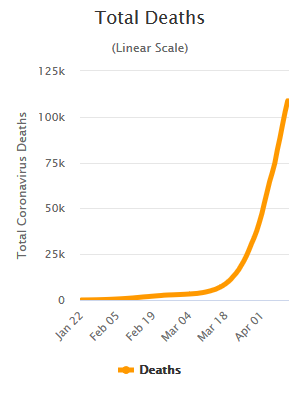 Total Deaths
(Linear Scale)
Total Coronavirus Deaths
125k
100k
75k
50k
25k
0
Jan 22
Feb 05
Feb 19
Mar 04
Mar 18
Apr 01
Deaths